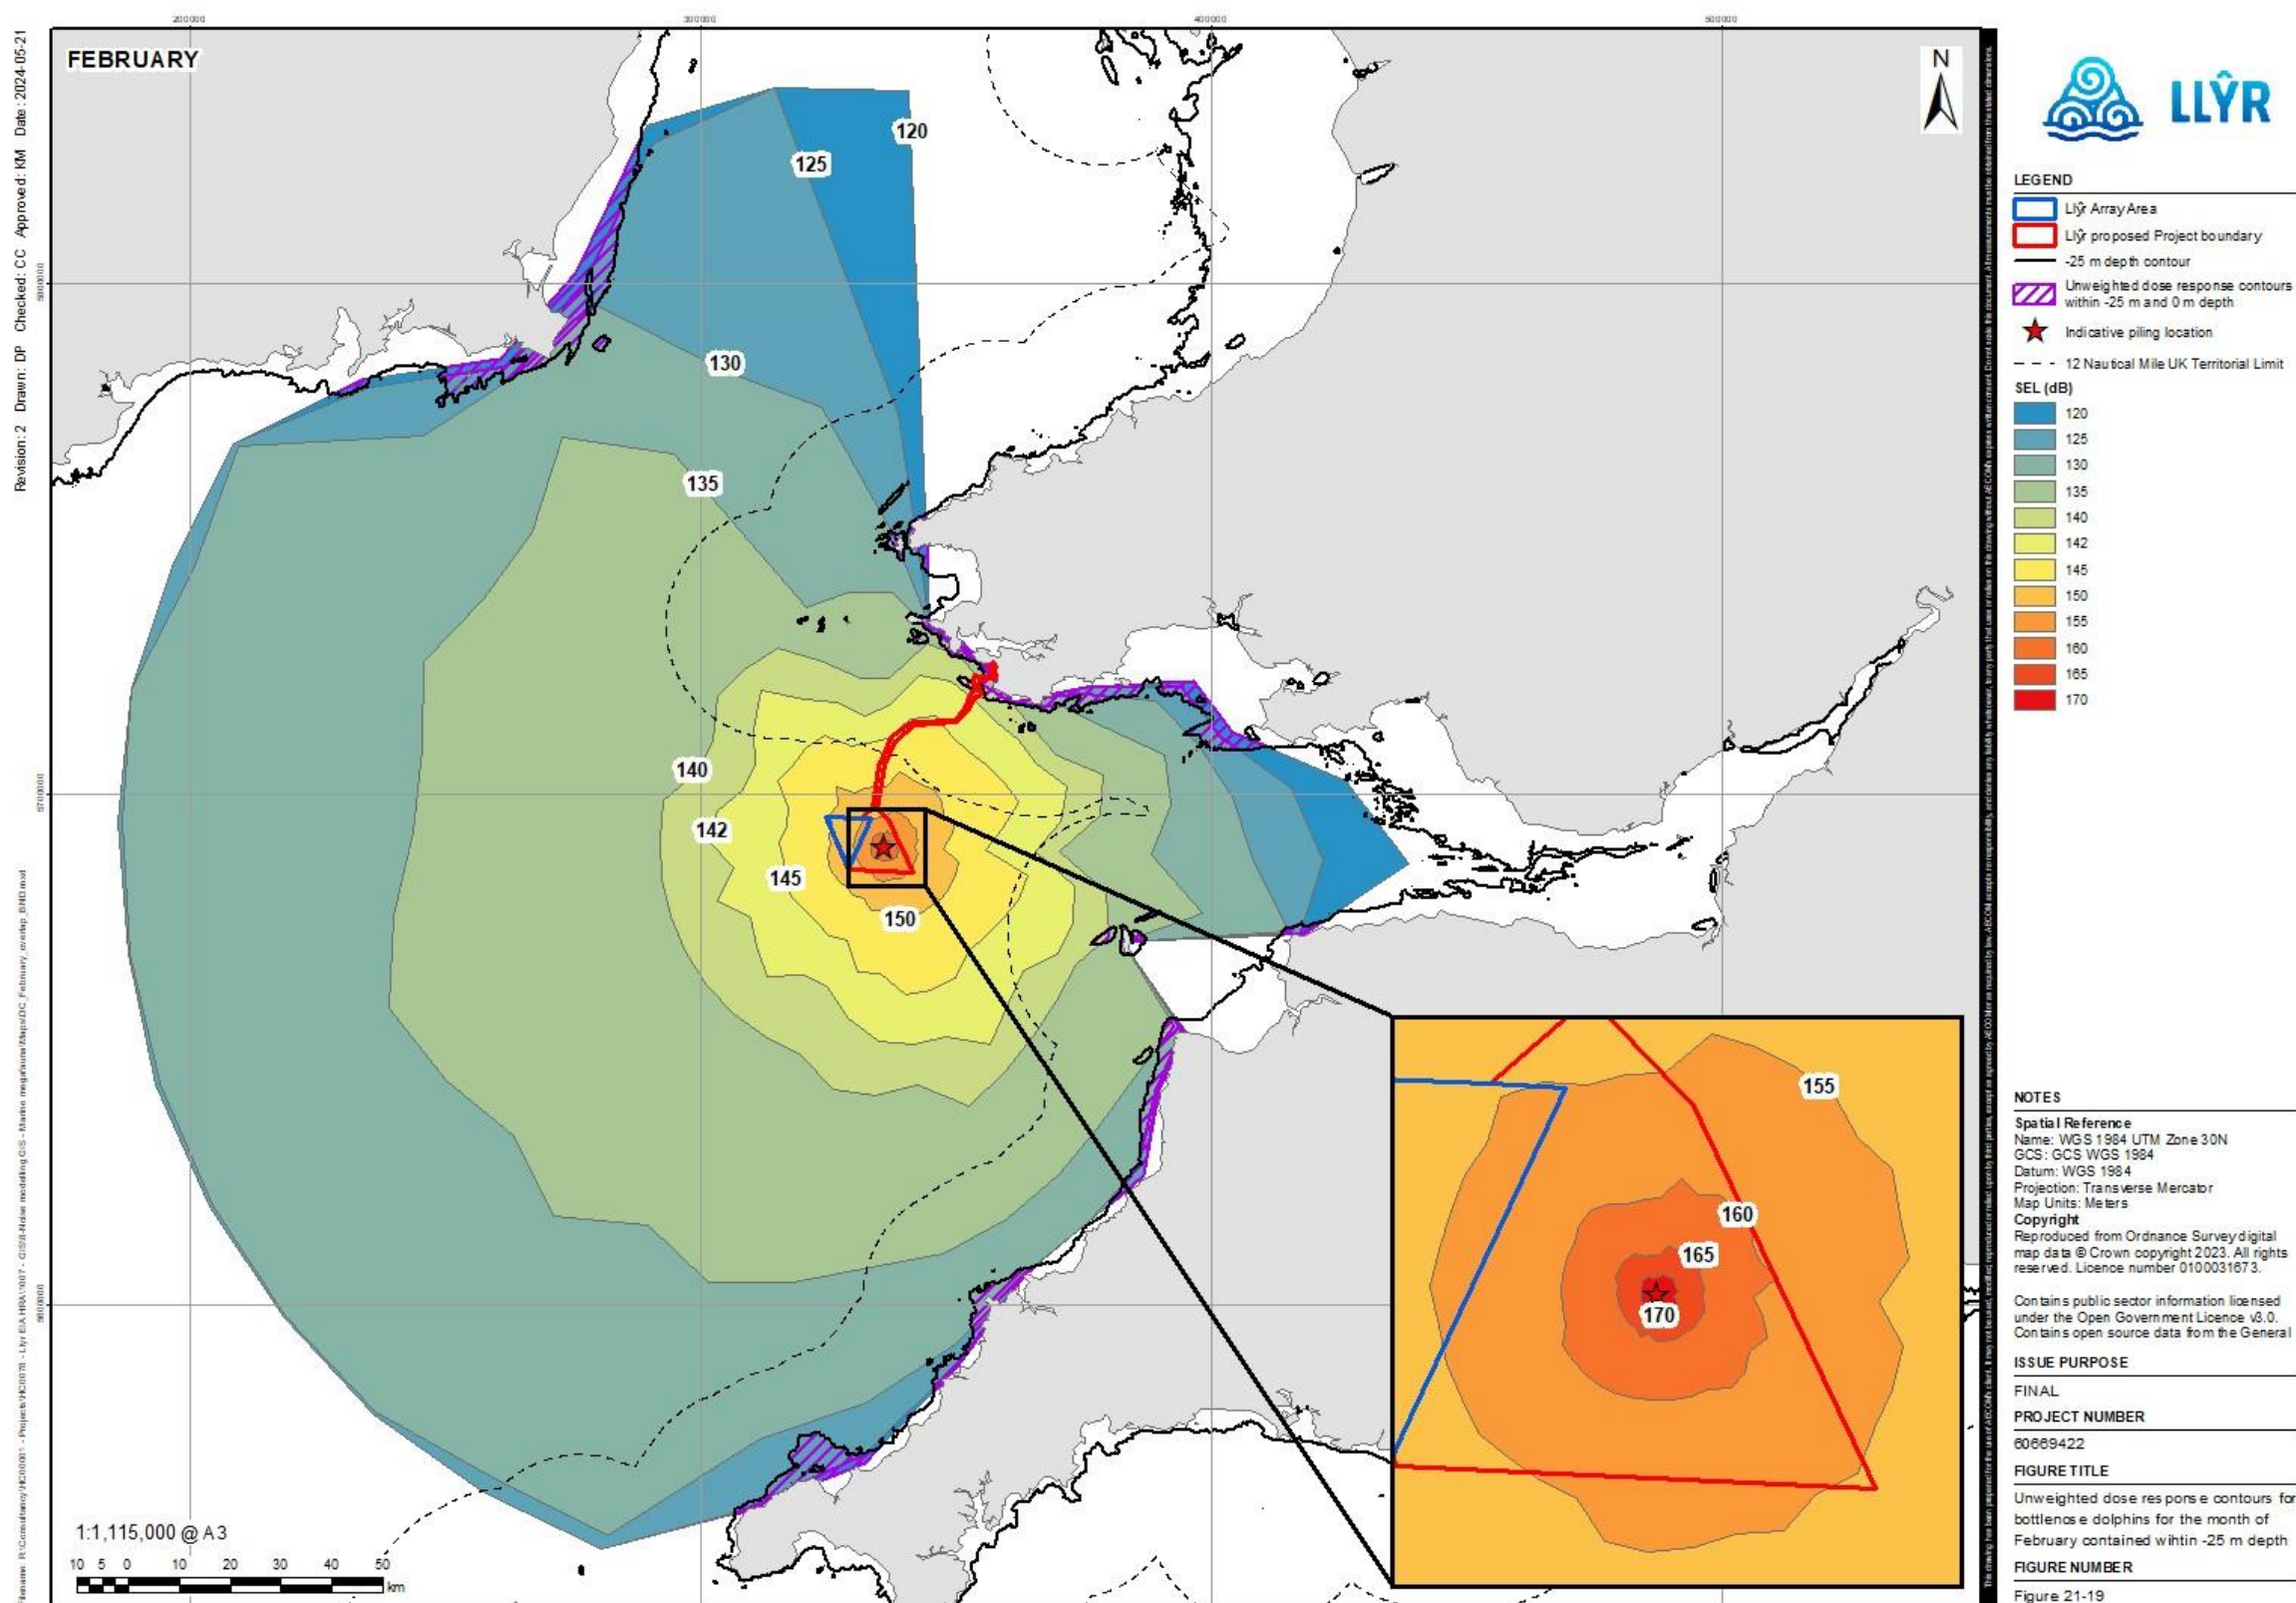 Revision: 2 Drawn: DP Checked: CC Approved: KM Date: 2024-05-21
200000
300000
400000
500000
FEBRUARY
N
120
125
130
135
140
142
145
150
5700000
155
160
165
170
1:1,115,000 @ A3
10 5 0 10 20 30 40 50
km
LLŶR
LEGEND
Llŷr Array Area
Llŷr proposed Project boundary
-25 m depth contour
Unweighted dose response contours
within -25 m and 0 m depth
Indicative piling location
12 Nautical Mile UK Territorial Limit
SEL (dB)
120
125
130
135
140
142
145
150
155
160
165
170
NOTES
Spatial Reference
Name: WGS 1984 UTM Zone 30N
GCS: GCS WGS 1984
Datum: WGS 1984
Projection: Transverse Mercator
Map Units: Meters
Copyright
Reproduced from Ordnance Survey digital
map data © Crown copyright 2023. All rights
reserved. Licence number 0100031673.
Contains public sector information licensed
under the Open Government Licence v3.0.
Contains open source data from the General
ISSUE PURPOSE
FINAL
PROJECT NUMBER
60669422
FIGURE TITLE
Unweighted dose response contours for
bottlenose dolphins for the month of
February contained wihtin -25 m depth
FIGURE NUMBER
Figure 21-19